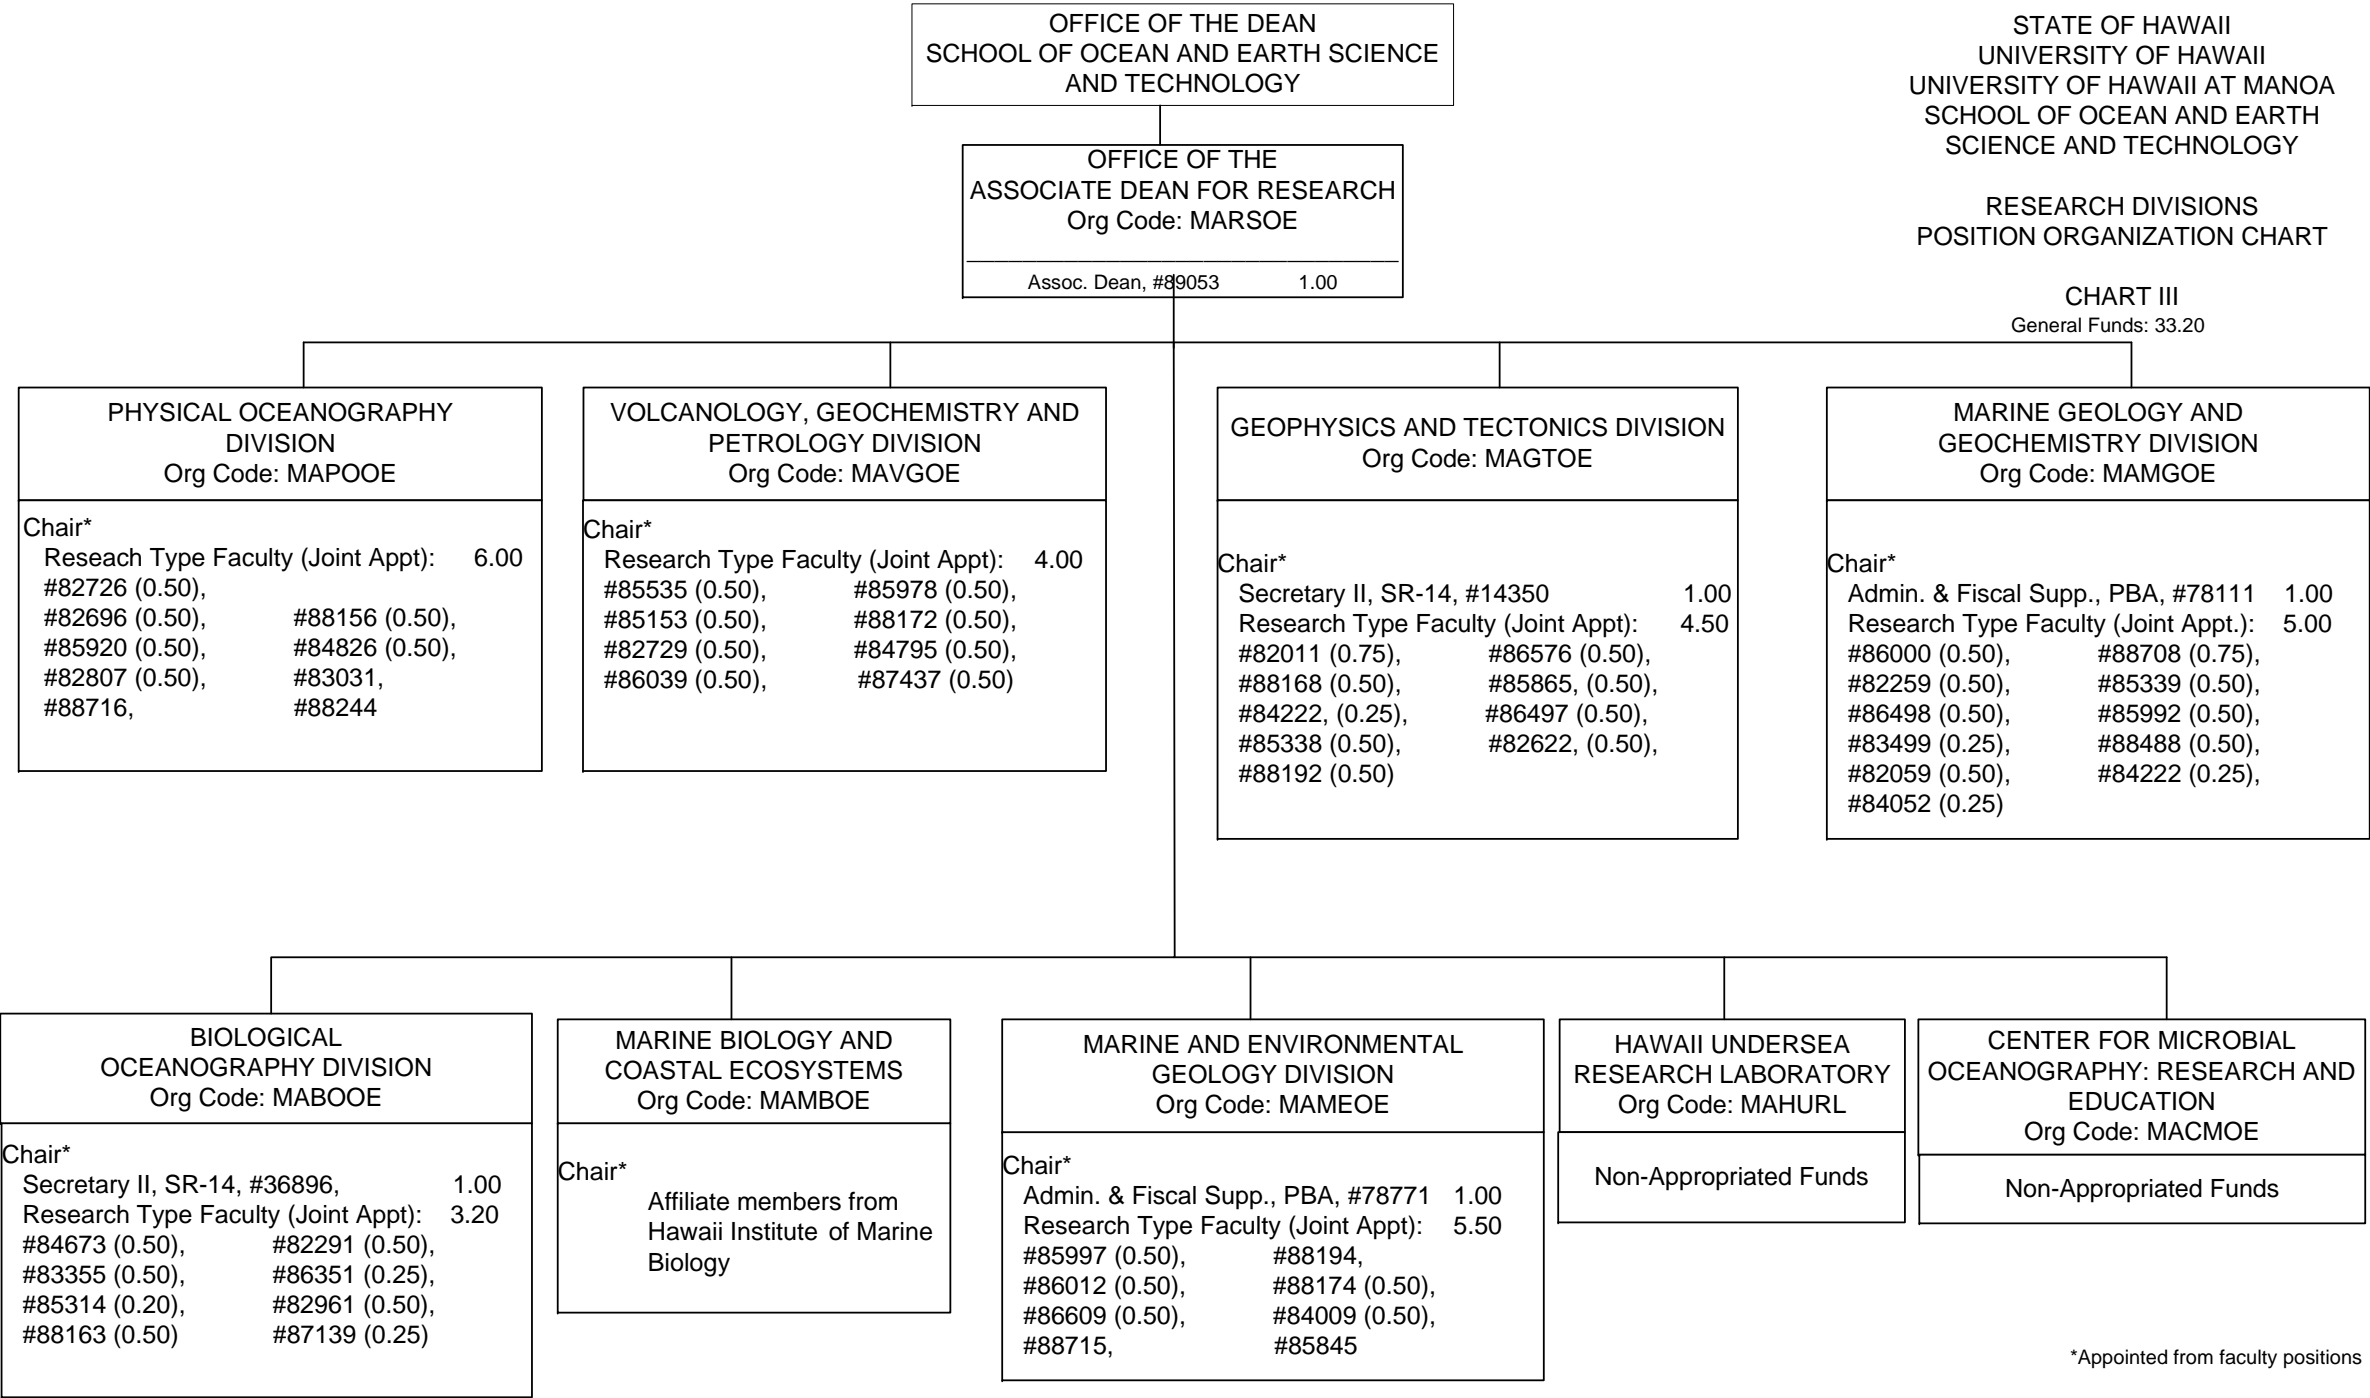 OFFICE OF THE DEAN
SCHOOL OF OCEAN AND EARTH SCIENCE
AND TECHNOLOGY
STATE OF HAWAII
UNIVERSITY OF HAWAII
UNIVERSITY OF HAWAII AT MANOA
SCHOOL OF OCEAN AND EARTH
SCIENCE AND TECHNOLOGY
RESEARCH DIVISIONS
POSITION ORGANIZATION CHART
CHART III
General Funds: 33.20
OFFICE OF THE
ASSOCIATE DEAN FOR RESEARCH
Org Code: MARSOE
Assoc. Dean, #89053 1.00
PHYSICAL OCEANOGRAPHY
DIVISION
Org Code: MAPOOE
Chair*
Reseach Type Faculty (Joint Appt): 6.00
#82726 (0.50),
#82696 (0.50), #88156 (0.50),
#85920 (0.50), #84826 (0.50),
#82807 (0.50), #83031,
#88716, #88244
VOLCANOLOGY, GEOCHEMISTRY AND
PETROLOGY DIVISION
Org Code: MAVGOE
Chair*
Research Type Faculty (Joint Appt): 4.00
#85535 (0.50), #85978 (0.50),
#85153 (0.50), #88172 (0.50),
#82729 (0.50), #84795 (0.50),
#86039 (0.50), #87437 (0.50)
GEOPHYSICS AND TECTONICS DIVISION
Org Code: MAGTOE
Chair*
Secretary II, SR-14, #14350 1.00
Research Type Faculty (Joint Appt): 4.50
#82011 (0.75), #86576 (0.50),
#88168 (0.50), #85865, (0.50),
#84222, (0.25), #86497 (0.50),
#85338 (0.50), #82622, (0.50),
#88192 (0.50)
MARINE GEOLOGY AND
GEOCHEMISTRY DIVISION
Org Code: MAMGOE
Chair*
Admin. & Fiscal Supp., PBA, #78111 1.00
Research Type Faculty (Joint Appt.): 5.00
#86000 (0.50), #88708 (0.75),
#82259 (0.50), #85339 (0.50),
#86498 (0.50), #85992 (0.50),
#83499 (0.25), #88488 (0.50),
#82059 (0.50), #84222 (0.25),
#84052 (0.25)
BIOLOGICAL
OCEANOGRAPHY DIVISION
Org Code: MABOOE
Chair*
Secretary II, SR-14, #36896, 1.00
Research Type Faculty (Joint Appt): 3.20
#84673 (0.50), #82291 (0.50),
#83355 (0.50), #86351 (0.25),
#85314 (0.20), #82961 (0.50),
#88163 (0.50) #87139 (0.25)
MARINE BIOLOGY AND
COASTAL ECOSYSTEMS
Org Code: MAMBOE
Chair*
Affiliate members from
Hawaii Institute of Marine
Biology
MARINE AND ENVIRONMENTAL
GEOLOGY DIVISION
Org Code: MAMEOE
Chair*
Admin. & Fiscal Supp., PBA, #78771 1.00
Research Type Faculty (Joint Appt): 5.50
#85997 (0.50), #88194,
#86012 (0.50), #88174 (0.50),
#86609 (0.50), #84009 (0.50),
#88715, #85845
HAWAII UNDERSEA
RESEARCH LABORATORY
Org Code: MAHURL
Non-Appropriated Funds
CENTER FOR MICROBIAL
OCEANOGRAPHY: RESEARCH AND
EDUCATION
Org Code: MACMOE
Non-Appropriated Funds
*Appointed from faculty positions